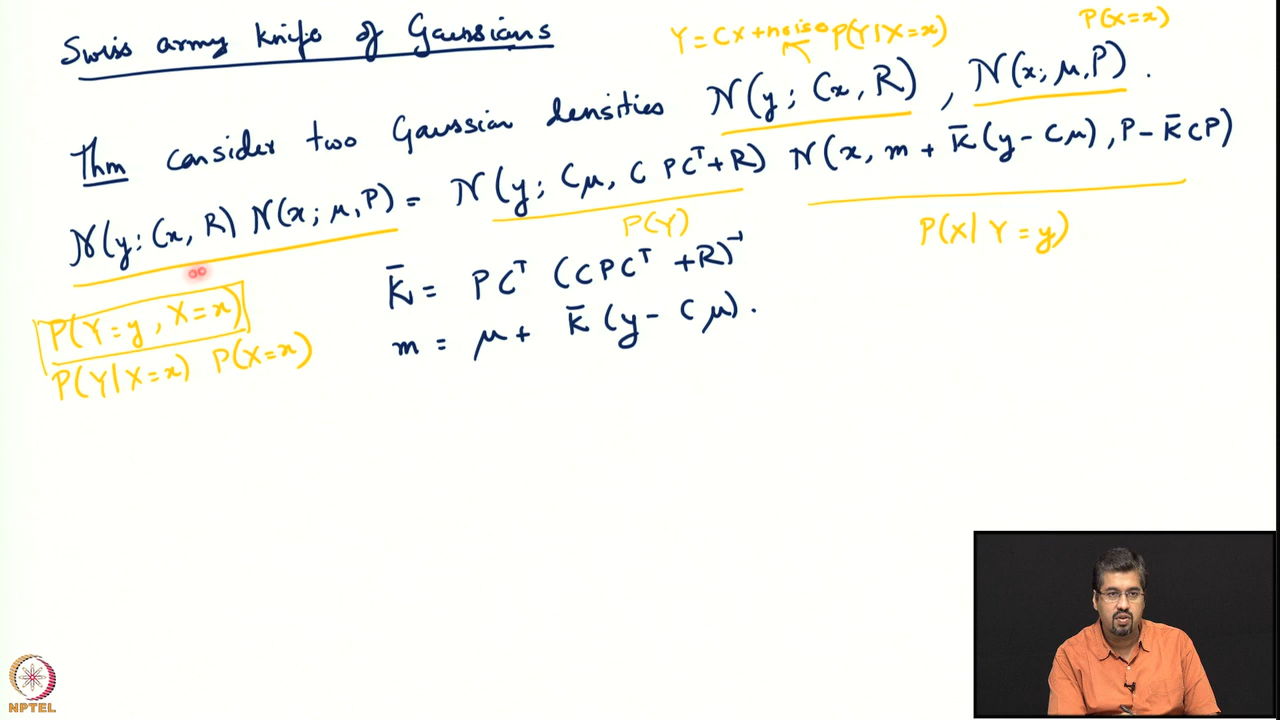 Swiss army knife of Gaussians
Y = CX + noise P(Y|X=x) P(X=x)
Thm consider two Gaussian densities N(y; Cx, R), N(x; μ, P).
N(y; Cx, R) N(x; μ, P) = N(y; Cμ, C P Cᵀ + R) N(x, m + K̄(y - Cμ), P - K̄CP)
P(Y) P(X|Y=y)
P(Y=y, X=x)
P(Y|X=x) P(X=x)
K̄ = PCᵀ (CPCᵀ + R)⁻¹
m = μ + K̄(y - Cμ).
NPTEL